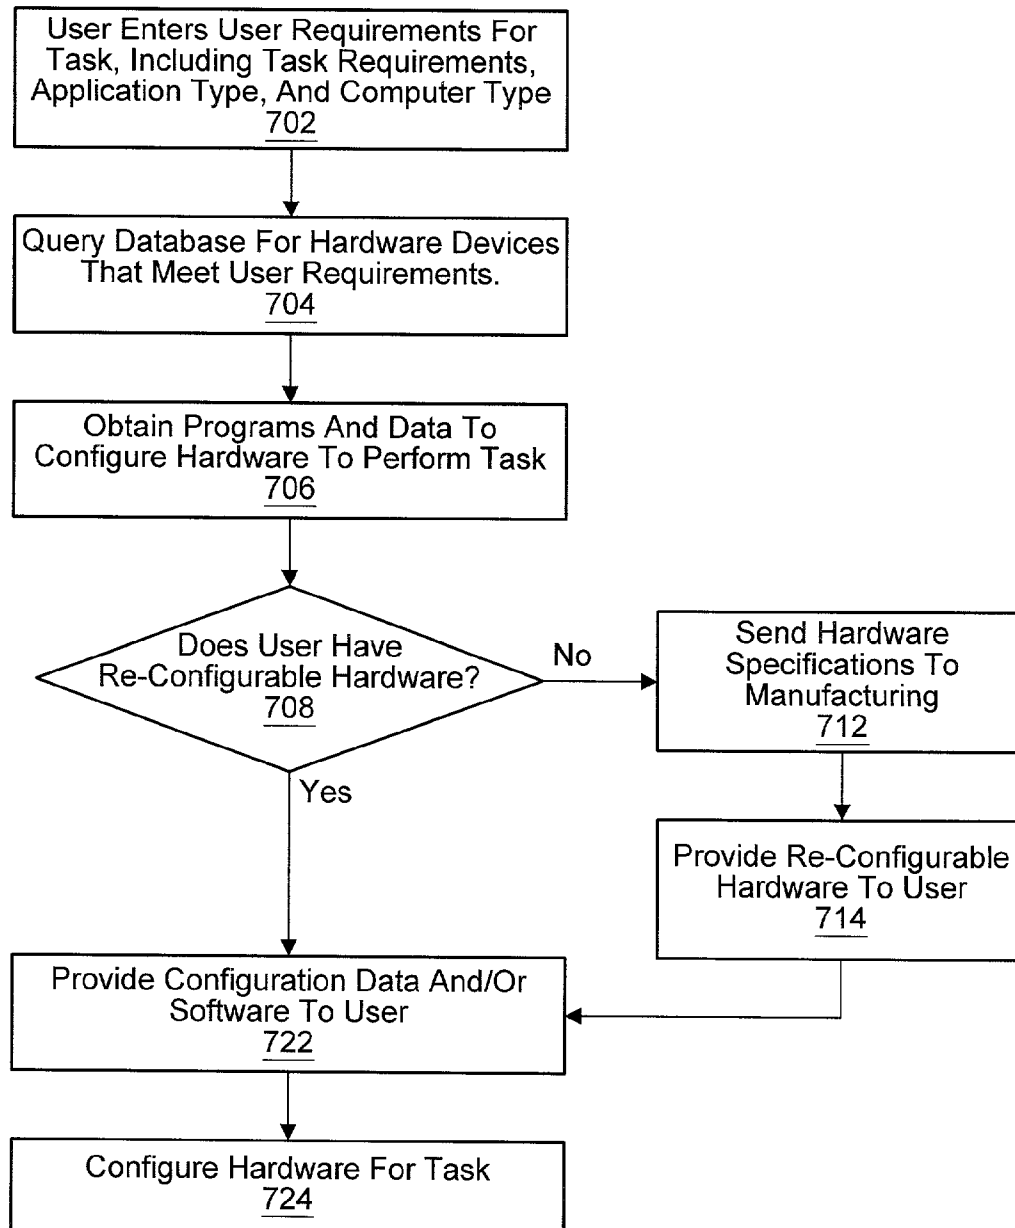 User Enters User Requirements For
Task, Including Task Requirements,
Application Type, And Computer Type
702
Query Database For Hardware Devices
That Meet User Requirements.
704
Obtain Programs And Data To
Configure Hardware To Perform Task
706
Does User Have
Re-Configurable Hardware?
708
No
Yes
Send Hardware
Specifications To
Manufacturing
712
Provide Re-Configurable
Hardware To User
714
Provide Configuration Data And/Or
Software To User
722
Configure Hardware For Task
724